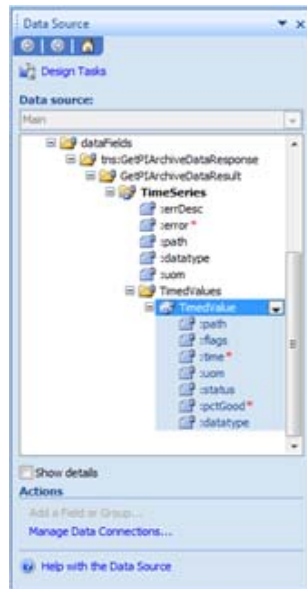 Data Source
Design Tasks
Data source:
Main
dataFields
tns:GetPIArchiveDataResponse
GetPIArchiveDataResult
TimeSeries
:errDesc
:error *
:path
:datatype
:uom
TimedValues
TimedValue
:path
:flags
:time *
:uom
:status
:pctGood *
:datatype
Show details
Actions
Add a Field or Group...
Manage Data Connections...
Help with the Data Source